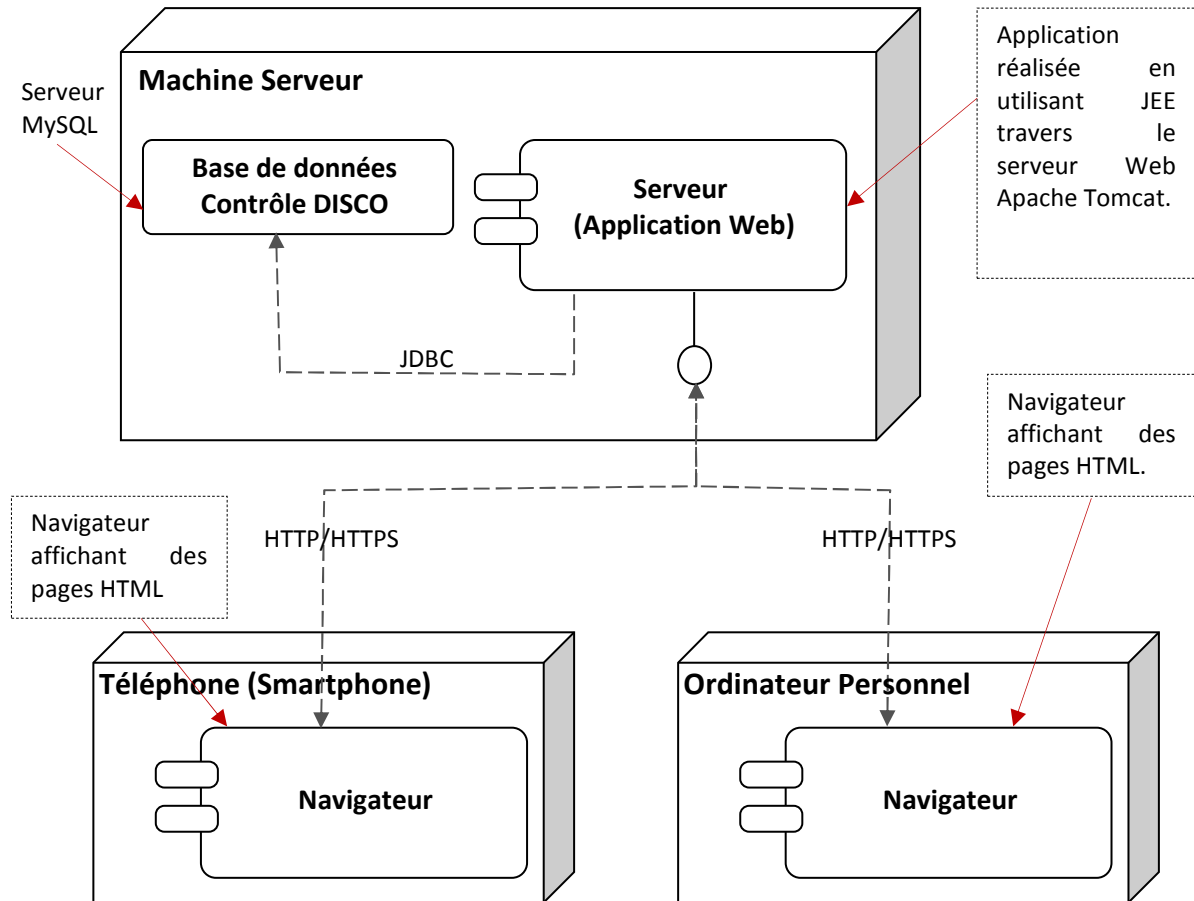 Machine Serveur
Serveur
MySQL
Base de données
Contrôle DISCO
Serveur
(Application Web)
Application
réalisée en
utilisant JEE
travers le
serveur Web
Apache Tomcat.
JDBC
Navigateur
affichant des
pages HTML.
Navigateur
affichant des
pages HTML
HTTP/HTTPS
HTTP/HTTPS
Téléphone (Smartphone)
Navigateur
Ordinateur Personnel
Navigateur